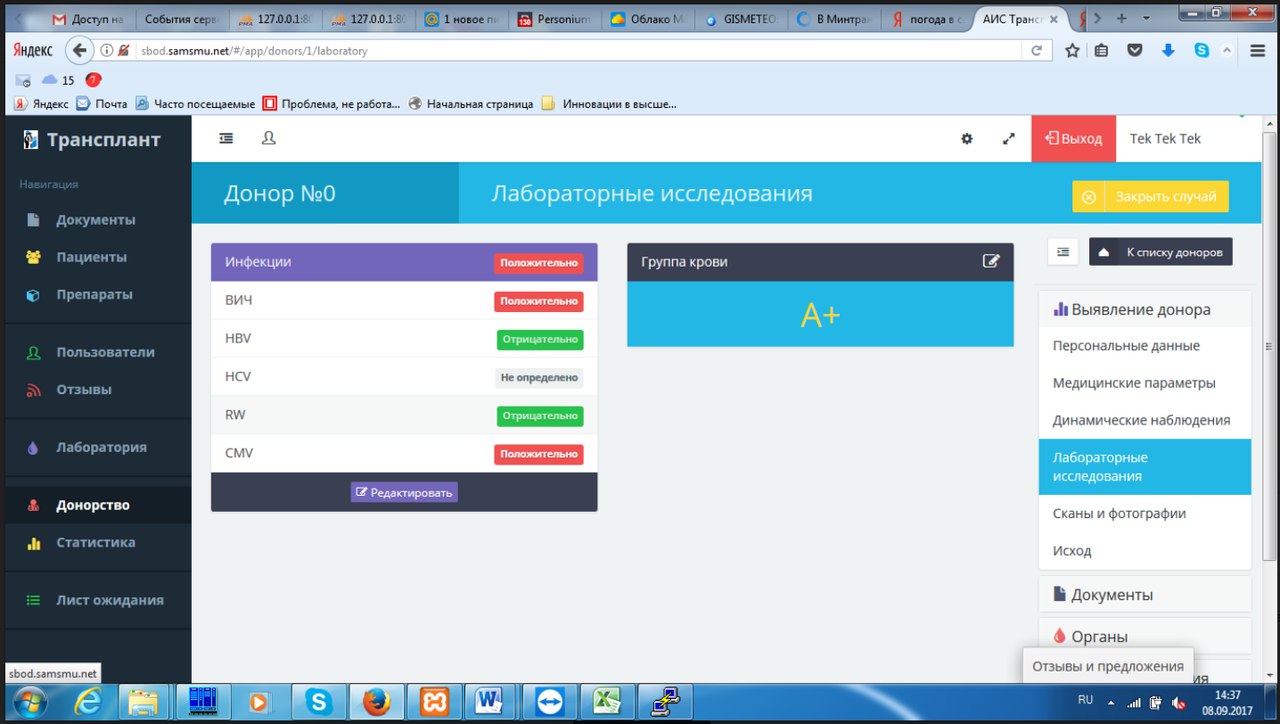 Доступ на
События серв
127.0.0.1:80
127.0.0.1:80
1 новое пи
Personium
Облако М
GISMETEO
В Минтран
погода в с
АИС Трансп
Яндекс
sbod.samsmu.net/#/app/donors/1/laboratory
15
7
Яндекс
Почта
Часто посещаемые
Проблема, не работа...
Начальная страница
Инновации в высше...
Трансплант
Выход
Tek Tek Tek
Навигация
Документы
Пациенты
Препараты
Пользователи
Отзывы
Лаборатория
Донорство
Статистика
Лист ожидания
Донор №0
Лабораторные исследования
Закрыть случай
Инфекции
Положительно
ВИЧ
Положительно
HBV
Отрицательно
HCV
Не определено
RW
Отрицательно
CMV
Положительно
Редактировать
Группа крови
A+
К списку доноров
Выявление донора
Персональные данные
Медицинские параметры
Динамические наблюдения
Лабораторные
исследования
Сканы и фотографии
Исход
Документы
Органы
Отзывы и предложения
sbod.samsmu.net
RU
14:37
08.09.2017